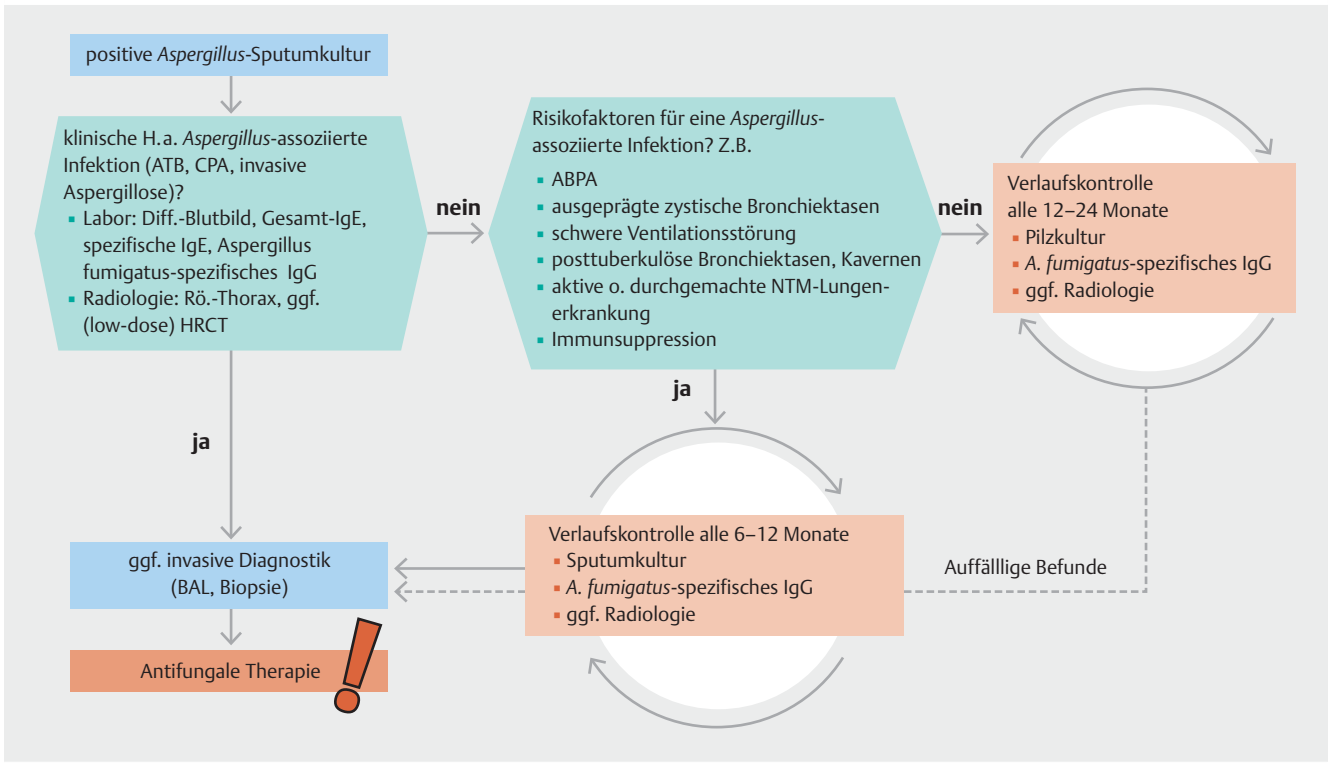 positive Aspergillus-Sputumkultur
klinische H.a. Aspergillus-assoziierte
Infektion (ATB, CPA, invasive
Aspergillose)?
▪ Labor: Diff.-Blutbild, Gesamt-IgE,
spezifische IgE, Aspergillus
fumigatus-spezifisches IgG
▪ Radiologie: Rö.-Thorax, ggf.
(low-dose) HRCT
nein
Risikofaktoren für eine Aspergillus-
assoziierte Infektion? Z.B.
▪ ABPA
▪ ausgeprägte zystische Bronchiektasen
▪ schwere Ventilationsstörung
▪ posttuberkulöse Bronchiektasen, Kavernen
▪ aktive o. durchgemachte NTM-Lungen-
erkrankung
▪ Immunsuppression
nein
Verlaufskontrolle
alle 12–24 Monate
▪ Pilzkultur
▪ A. fumigatus-spezifisches IgG
▪ ggf. Radiologie
ja
ja
Verlaufskontrolle alle 6–12 Monate
▪ Sputumkultur
▪ A. fumigatus-spezifisches IgG
▪ ggf. Radiologie
Auffälllige Befunde
ggf. invasive Diagnostik
(BAL, Biopsie)
Antifungale Therapie
!